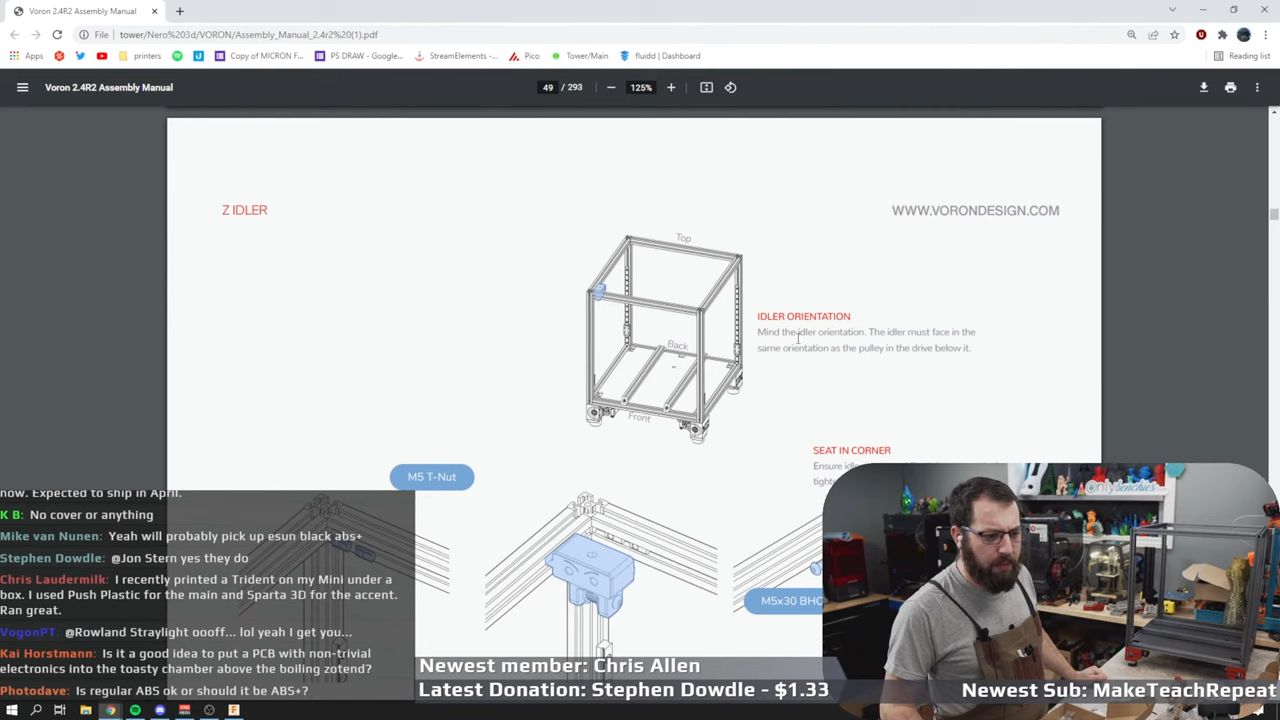 Voron 2.4R2 Assembly Manual
File | tower/Nero%203d/VORON/Assembly_Manual_2.4r2%20(1).pdf
Apps
printers
Copy of MICRON F...
PS DRAW - Google...
StreamElements -...
Pico
Tower/Main
fluidd | Dashboard
Reading list
Voron 2.4R2 Assembly Manual
49 / 293
125%
Z IDLER
WWW.VORONDESIGN.COM
Top
Back
Front
IDLER ORIENTATION
Mind the idler orientation. The idler must face in the
same orientation as the pulley in the drive below it.
SEAT IN CORNER
Ensure
M5 T-Nut
M5x30 BHC
@onlybenchies
now. Expected to ship in April.
K B: No cover or anything
Mike van Nunen: Yeah will probably pick up esun black abs+
Stephen Dowdle: @Jon Stern yes they do
Chris Laudermilk: I recently printed a Trident on my Mini under a
box. I used Push Plastic for the main and Sparta 3D for the accent.
Ran great.
VogonPT: @Rowland Straylight oooff... lol yeah I get you...
Kai Horstmann: Is it a good idea to put a PCB with non-trivial
electronics into the toasty chamber above the boiling zotend?
Photodave: Is regular ABS ok or should it be ABS+?
Newest member: Chris Allen
Latest Donation: Stephen Dowdle - $1.33
Newest Sub: MakeTeachRepeat